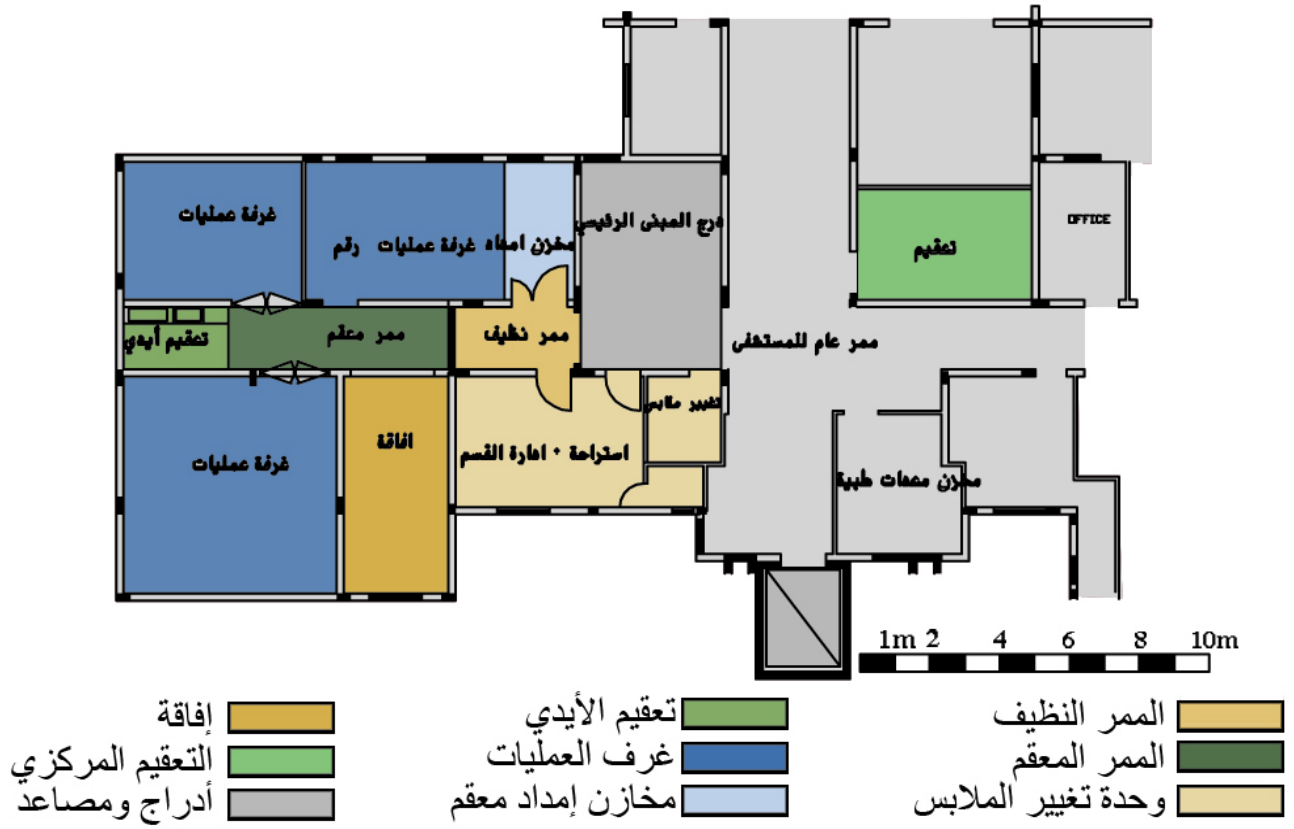 غرفة عمليات
غرفة عمليات رقم
مخزن امداد
درج المبنى الرئيسي
تعقيم
OFFICE
تعقيم أيدي
ممر معقم
ممر نظيف
ممر عام للمستشفى
غرفة عمليات
افاقة
استراحة + ادارة القسم
تغيير ملابس
مخزن معدات طبية
1m 2 4 6 8 10m
الممر النظيف
تعقيم الأيدي
إفاقة
الممر المعقم
غرف العمليات
التعقيم المركزي
وحدة تغيير الملابس
مخازن إمداد معقم
أدراج ومصاعد